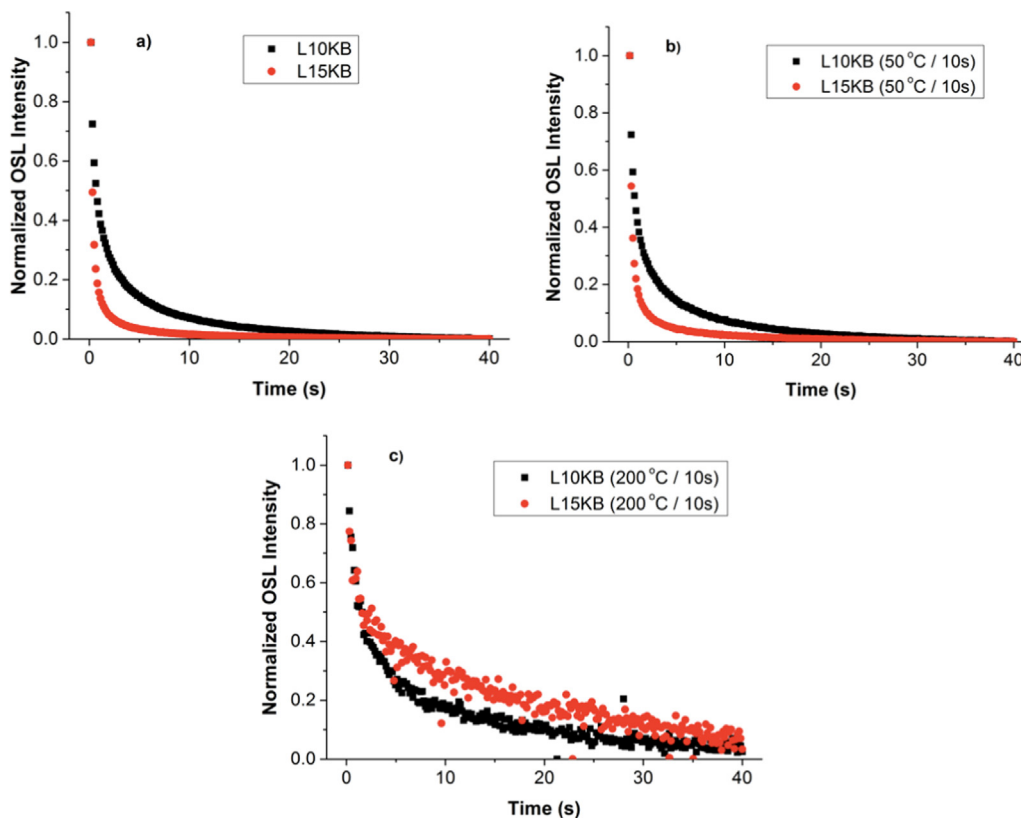 a)
L10KB
L15KB
Normalized OSL Intensity
1.0
0.8
0.6
0.4
0.2
0.0
0 10 20 30 40
Time (s)
b)
L10KB (50 °C / 10s)
L15KB (50 °C / 10s)
Normalized OSL Intensity
1.0
0.8
0.6
0.4
0.2
0.0
0 10 20 30 40
Time (s)
c)
L10KB (200 °C / 10s)
L15KB (200 °C / 10s)
Normalized OSL Intensity
1.0
0.8
0.6
0.4
0.2
0.0
0 10 20 30 40
Time (s)